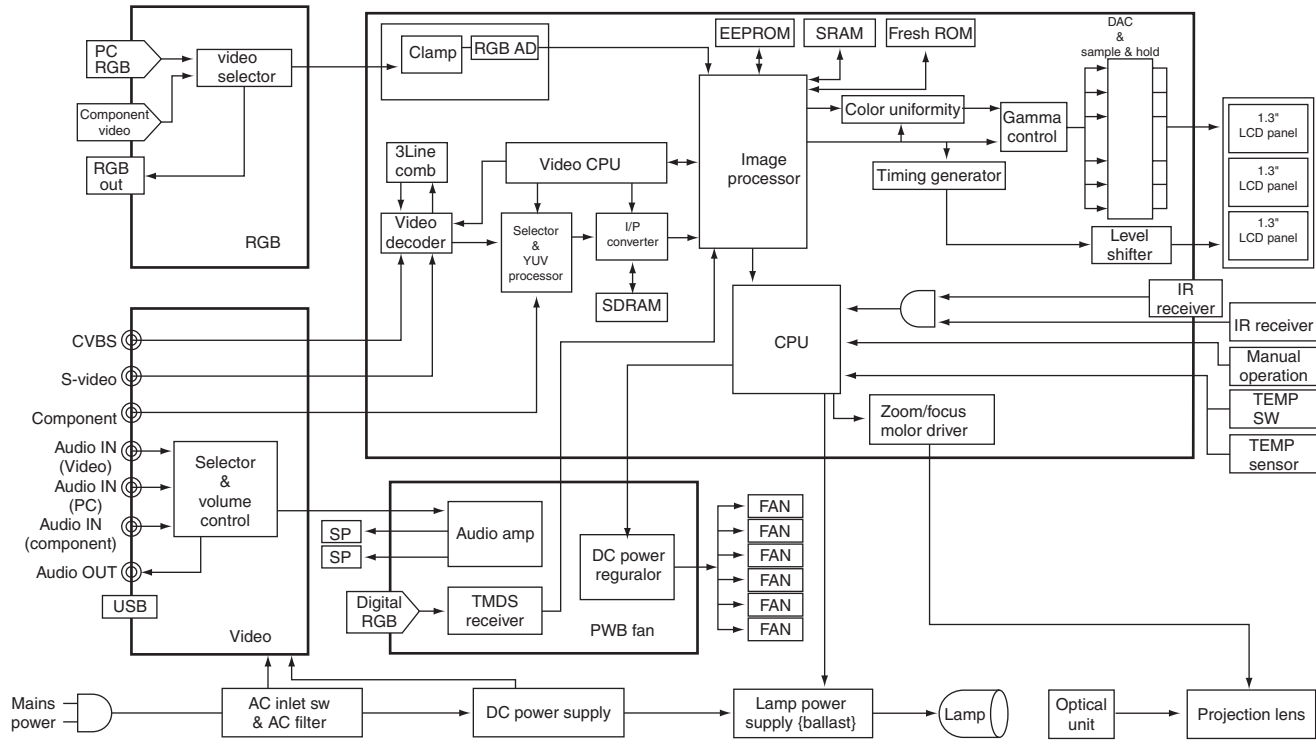 PC
RGB
Component
video
RGB
out
video
selector
RGB
Clamp
RGB AD
EEPROM
SRAM
Fresh ROM
DAC
&
sample & hold
3Line
comb
Video CPU
Image
processor
Color uniformity
Gamma
control
Timing generator
Video
decoder
Selector
&
YUV
processor
I/P
converter
SDRAM
Level
shifter
1.3"
LCD panel
1.3"
LCD panel
1.3"
LCD panel
CPU
IR
receiver
IR receiver
Manual
operation
TEMP
SW
TEMP
sensor
Zoom/focus
molor driver
CVBS
S-video
Component
Audio IN
(Video)
Audio IN
(PC)
Audio IN
(component)
Audio OUT
USB
Selector
&
volume
control
Video
SP
SP
Audio amp
Digital
RGB
TMDS
receiver
DC power
reguralor
PWB fan
FAN
FAN
FAN
FAN
FAN
FAN
Mains
power
AC inlet sw
& AC filter
DC power supply
Lamp power
supply {ballast}
Lamp
Optical
unit
Projection lens